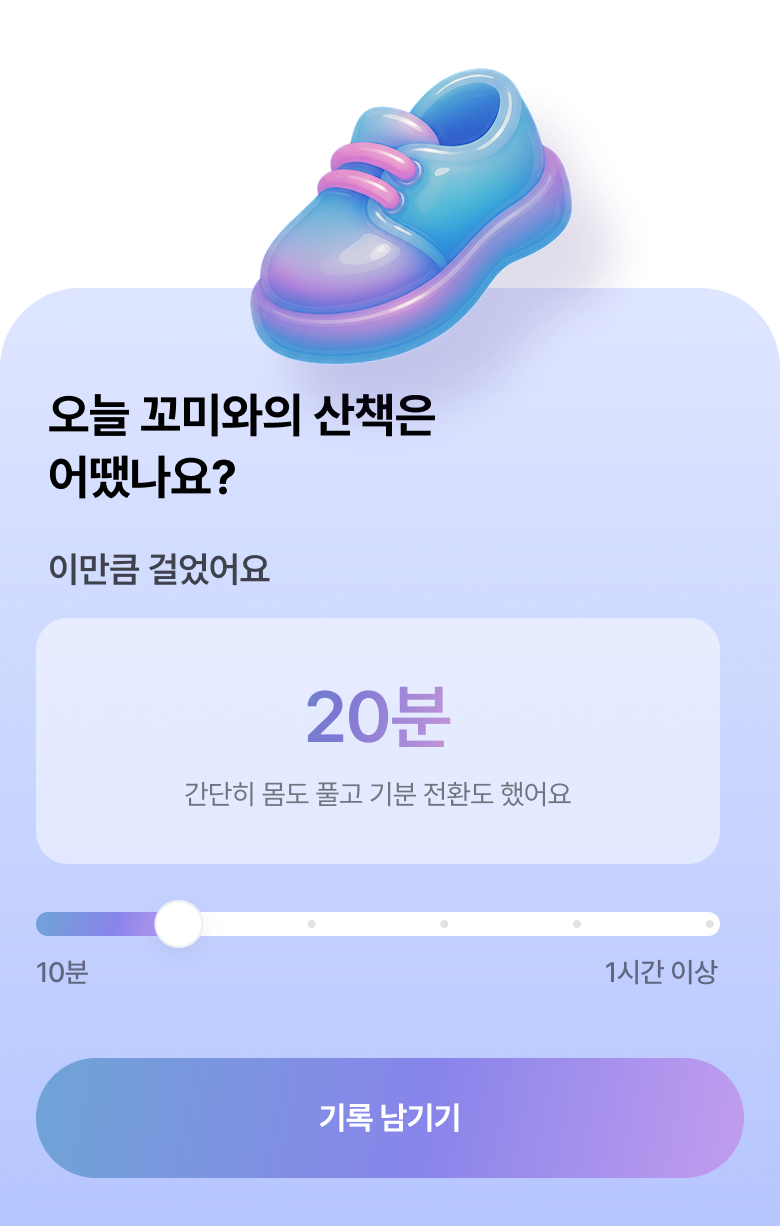 오늘 꼬미와의 산책은
어땠나요?
이만큼 걸었어요
20분
간단히 몸도 풀고 기분 전환도 했어요
10분
1시간 이상
기록 남기기